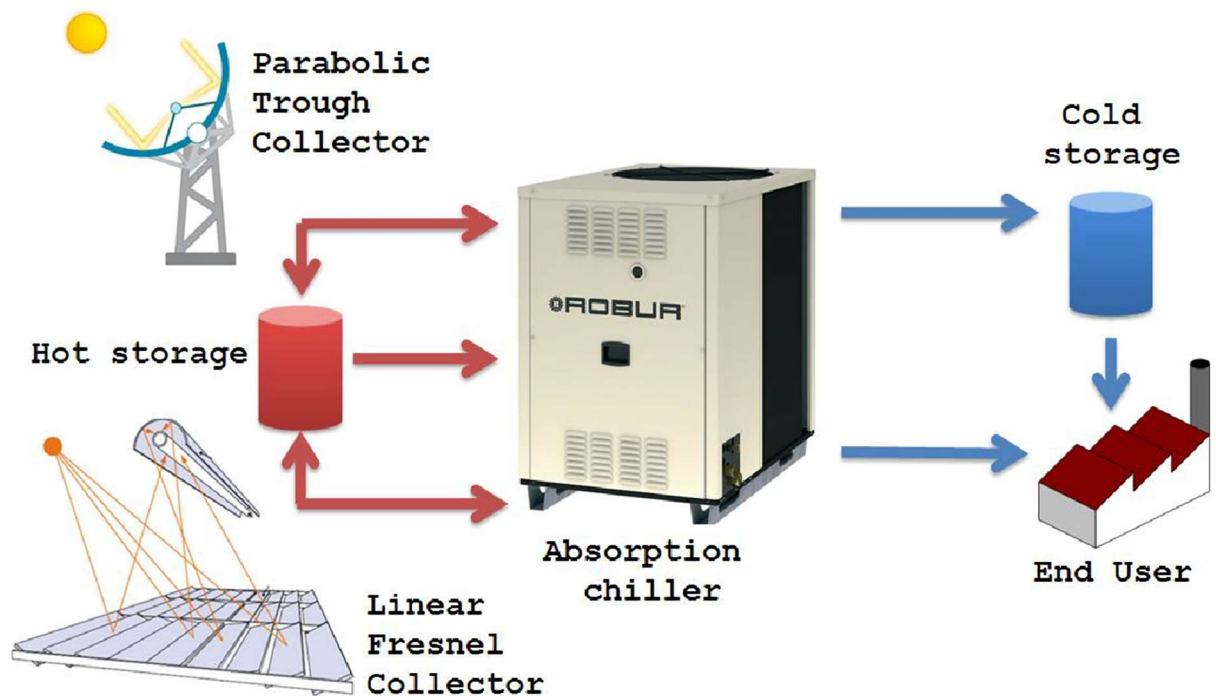 Parabolic
Trough
Collector
Cold
storage
ROBUR
Hot storage
Absorption
chiller
End User
Linear
Fresnel
Collector